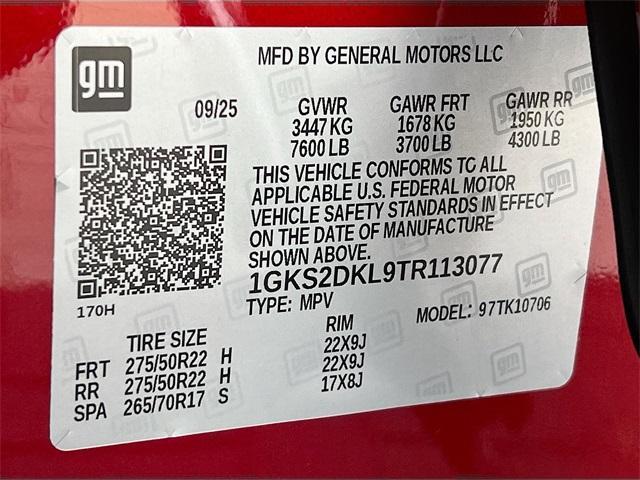 gm
MFD BY GENERAL MOTORS LLC
09/25 GVWR GAWR FRT GAWR RR
3447 KG 1678 KG 1950 KG
7600 LB 3700 LB 4300 LB
THIS VEHICLE CONFORMS TO ALL
APPLICABLE U.S. FEDERAL MOTOR
VEHICLE SAFETY STANDARDS IN EFFECT
ON THE DATE OF MANUFACTURE
SHOWN ABOVE.
1GKS2DKL9TR113077
170H
TYPE: MPV MODEL: 97TK10706
TIRE SIZE RIM
FRT 275/50R22 H 22X9J
RR 275/50R22 H 22X9J
SPA 265/70R17 S 17X8J